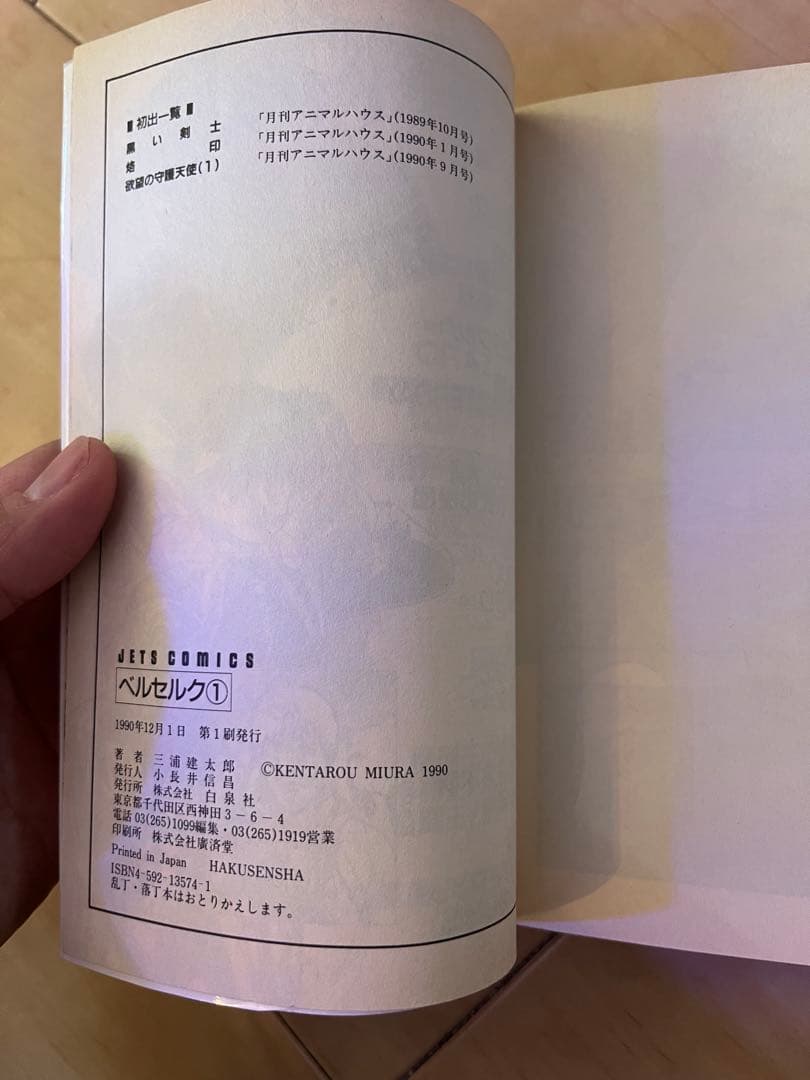 ■初出一覧■
黒い剣士 「月刊アニマルハウス」(1989年10月号)
烙印 「月刊アニマルハウス」(1990年1月号)
欲望の守護天使(1) 「月刊アニマルハウス」(1990年9月号)
JETS COMICS
ベルセルク①
1990年12月1日 第1刷発行
著者 三浦建太郎 ©KENTAROU MIURA 1990
発行人 小長井信昌
発行所 株式会社 白泉社
東京都千代田区西神田3-6-4
電話03(265)1099編集・03(265)1919営業
印刷所 株式会社廣済堂
Printed in Japan HAKUSENSHA
ISBN4-592-13574-1
乱丁・落丁本はおとりかえします。